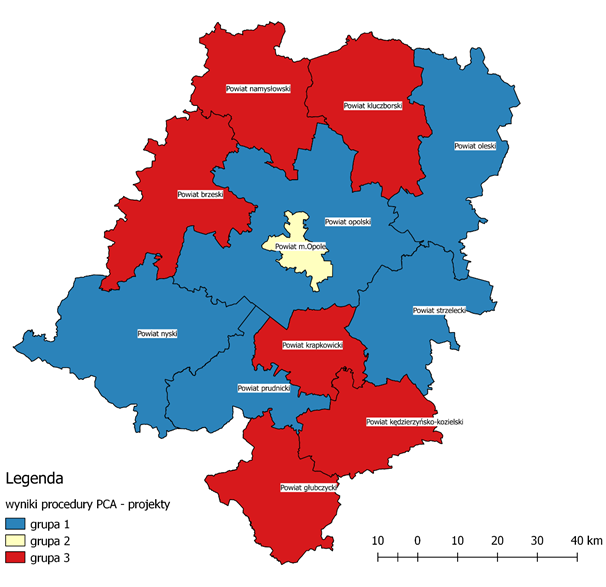 Powiat namysłowski
Powiat kluczborski
Powiat oleski
Powiat brzeski
Powiat opolski
Powiat m.Opole
Powiat strzelecki
Powiat nyski
Powiat krapkowicki
Powiat prudnicki
Powiat kędzierzyńsko-kozielski
Powiat głubczycki
Legenda
wyniki procedury PCA - projekty
grupa 1
grupa 2
grupa 3
10 0 10 20 30 40 km